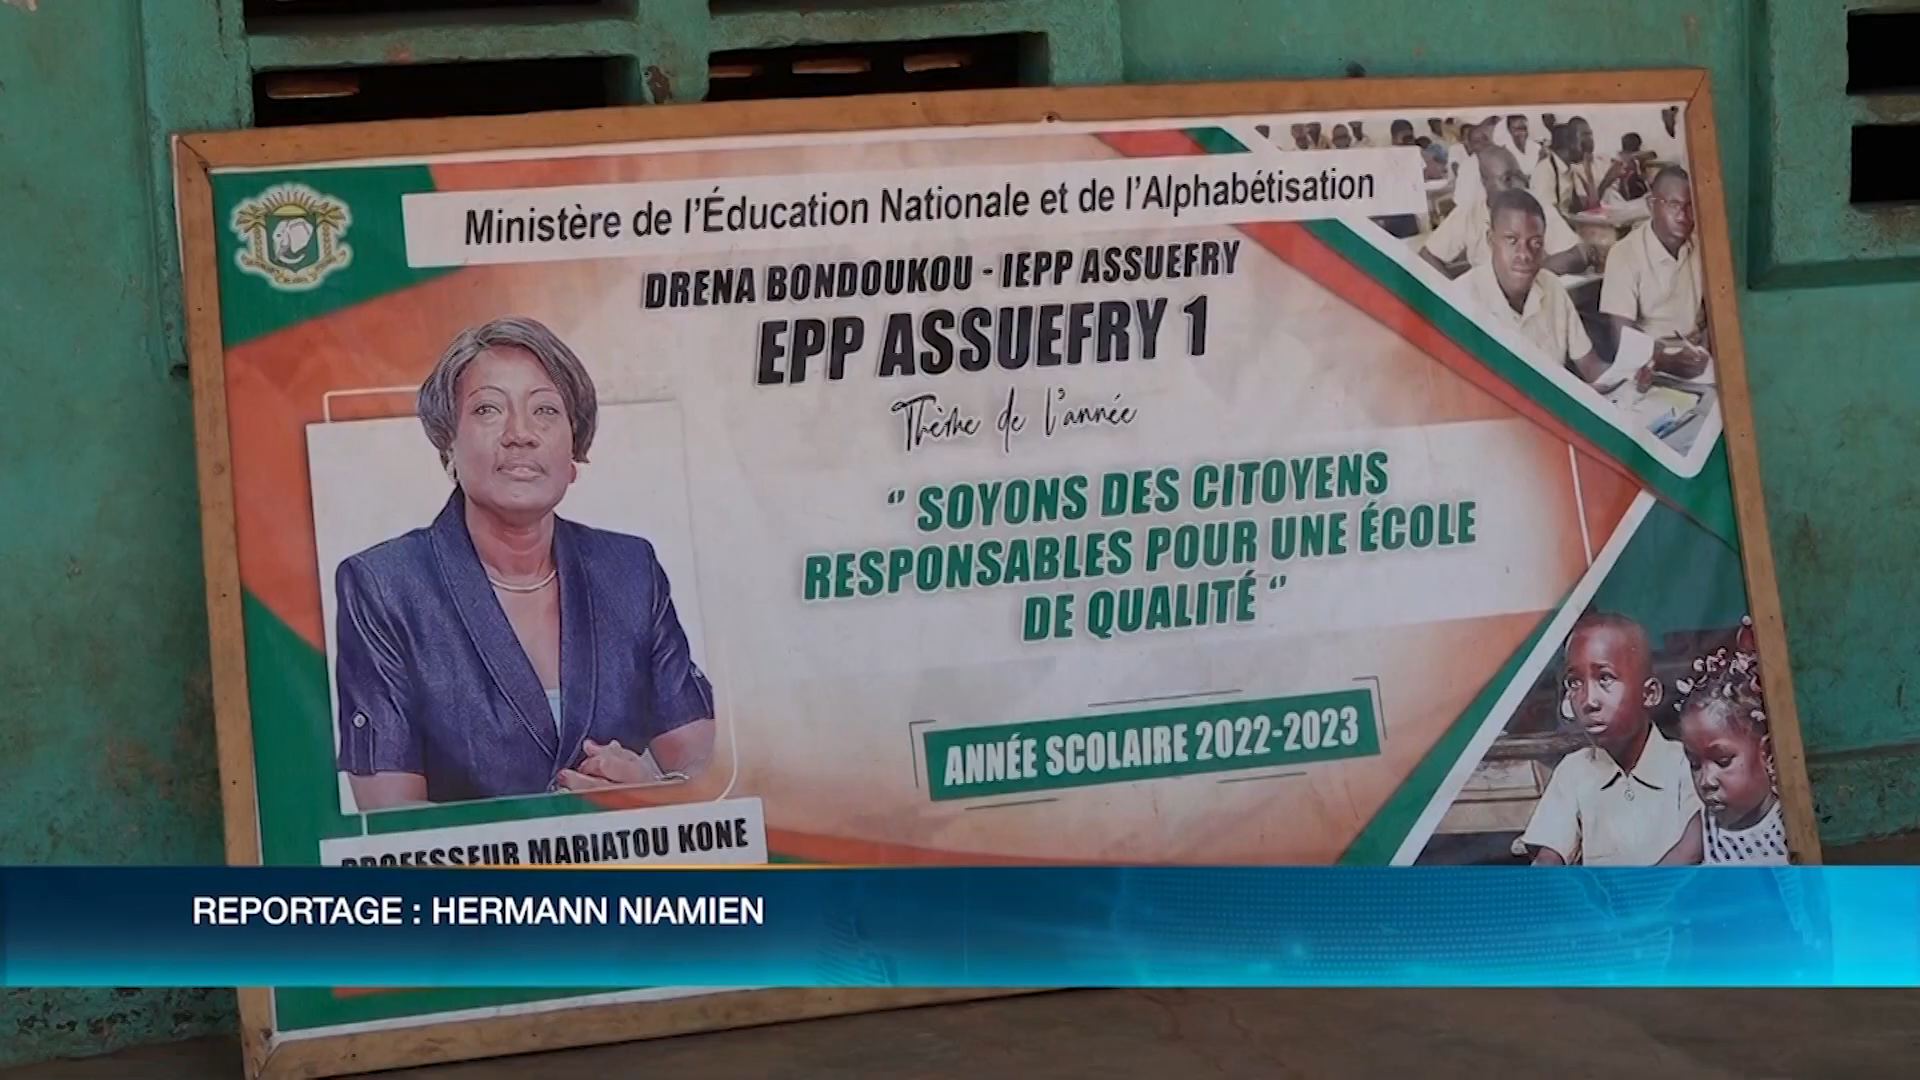 Ministère de l'Éducation Nationale et de l'Alphabétisation
DRENA BONDOUKOU - IEPP ASSUEFRY
EPP ASSUEFRY 1
Thème de l'année
" SOYONS DES CITOYENS
RESPONSABLES POUR UNE ÉCOLE
DE QUALITÉ "
ANNÉE SCOLAIRE 2022-2023
PROFESSEUR MARIATOU KONE
REPORTAGE : HERMANN NIAMIEN